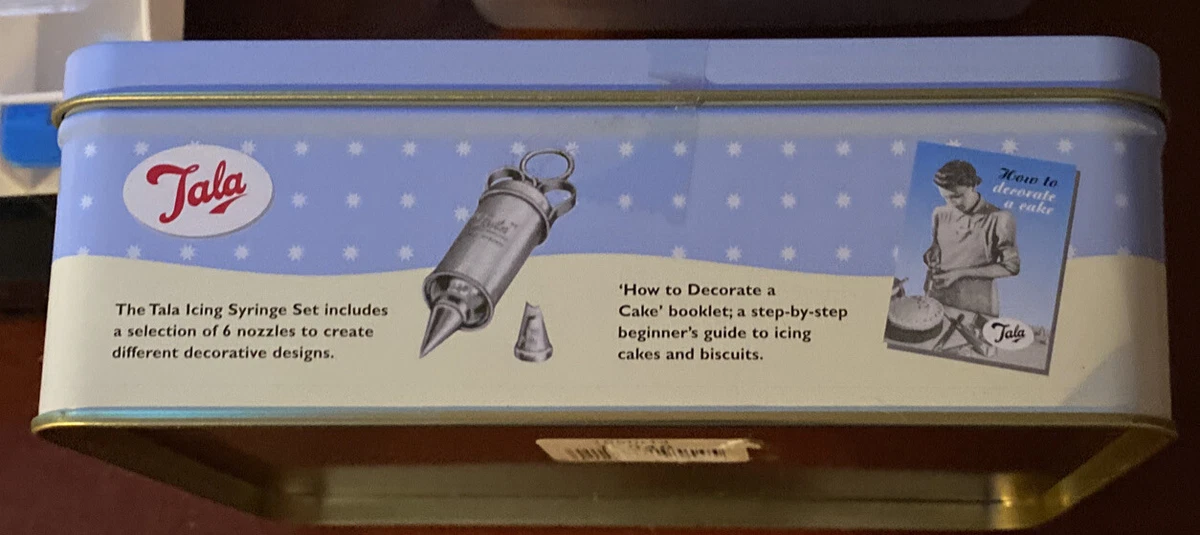 Tala
The Tala Icing Syringe Set includes
a selection of 6 nozzles to create
different decorative designs.
Tala
'How to Decorate a
Cake' booklet; a step-by-step
beginner's guide to icing
cakes and biscuits.
How to
decorate
a cake
Tala